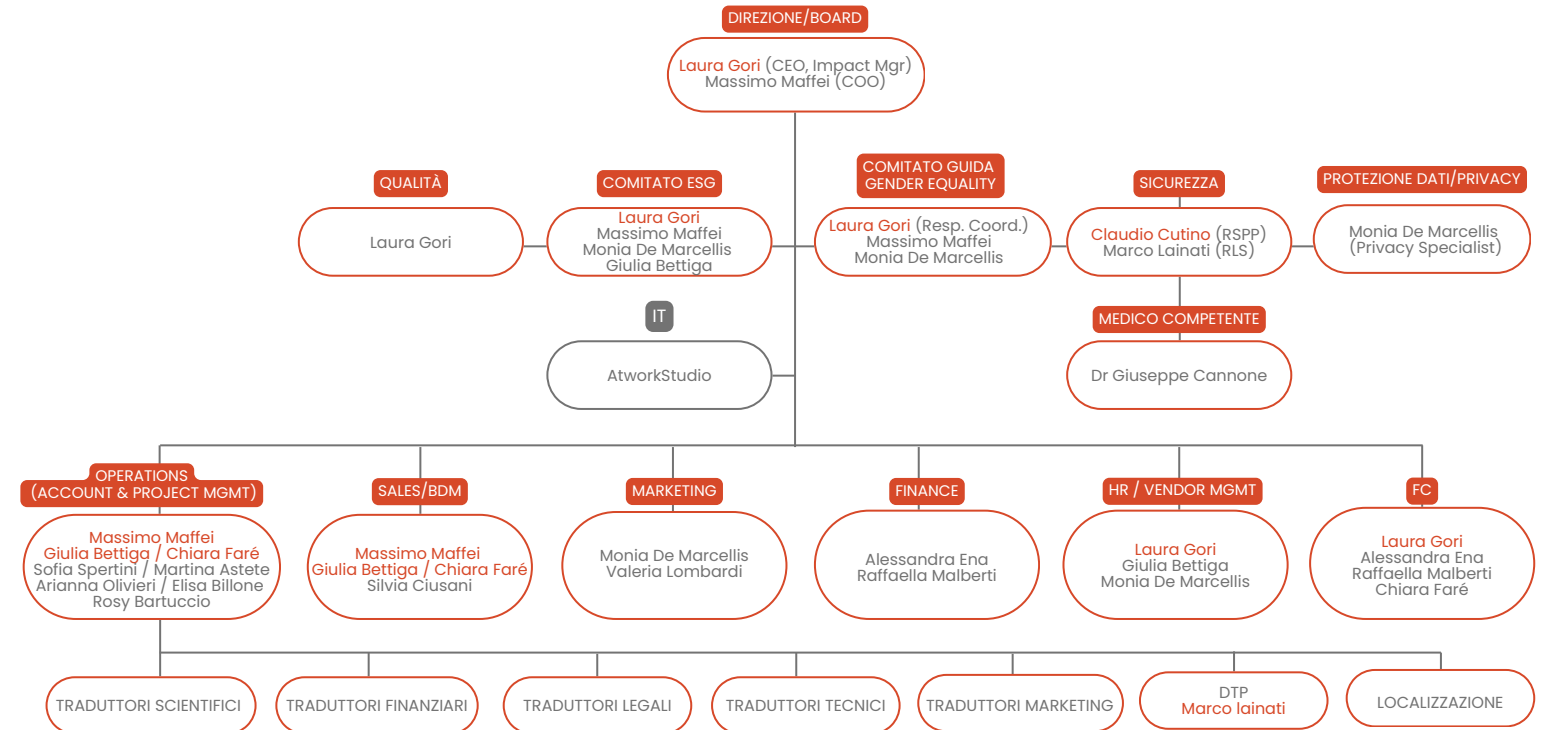 DIREZIONE/BOARD
Laura Gori (CEO, Impact Mgr)
Massimo Maffei (COO)
QUALITÀ
Laura Gori
COMITATO ESG
Laura Gori
Massimo Maffei
Monia De Marcellis
Giulia Bettiga
COMITATO GUIDA
GENDER EQUALITY
Laura Gori (Resp. Coord.)
Massimo Maffei
Monia De Marcellis
SICUREZZA
Claudio Cutino (RSPP)
Marco Lainati (RLS)
PROTEZIONE DATI/PRIVACY
Monia De Marcellis
(Privacy Specialist)
IT
AtworkStudio
MEDICO COMPETENTE
Dr Giuseppe Cannone
OPERATIONS
(ACCOUNT & PROJECT MGMT)
Massimo Maffei
Giulia Bettiga / Chiara Faré
Sofia Spertini / Martina Astete
Arianna Olivieri / Elisa Billone
Rosy Bartuccio
SALES/BDM
Massimo Maffei
Giulia Bettiga / Chiara Faré
Silvia Ciusani
MARKETING
Monia De Marcellis
Valeria Lombardi
FINANCE
Alessandra Ena
Raffaella Malberti
HR / VENDOR MGMT
Laura Gori
Giulia Bettiga
Monia De Marcellis
FC
Laura Gori
Alessandra Ena
Raffaella Malberti
Chiara Faré
TRADUTTORI SCIENTIFICI
TRADUTTORI FINANZIARI
TRADUTTORI LEGALI
TRADUTTORI TECNICI
TRADUTTORI MARKETING
DTP
Marco lainati
LOCALIZZAZIONE